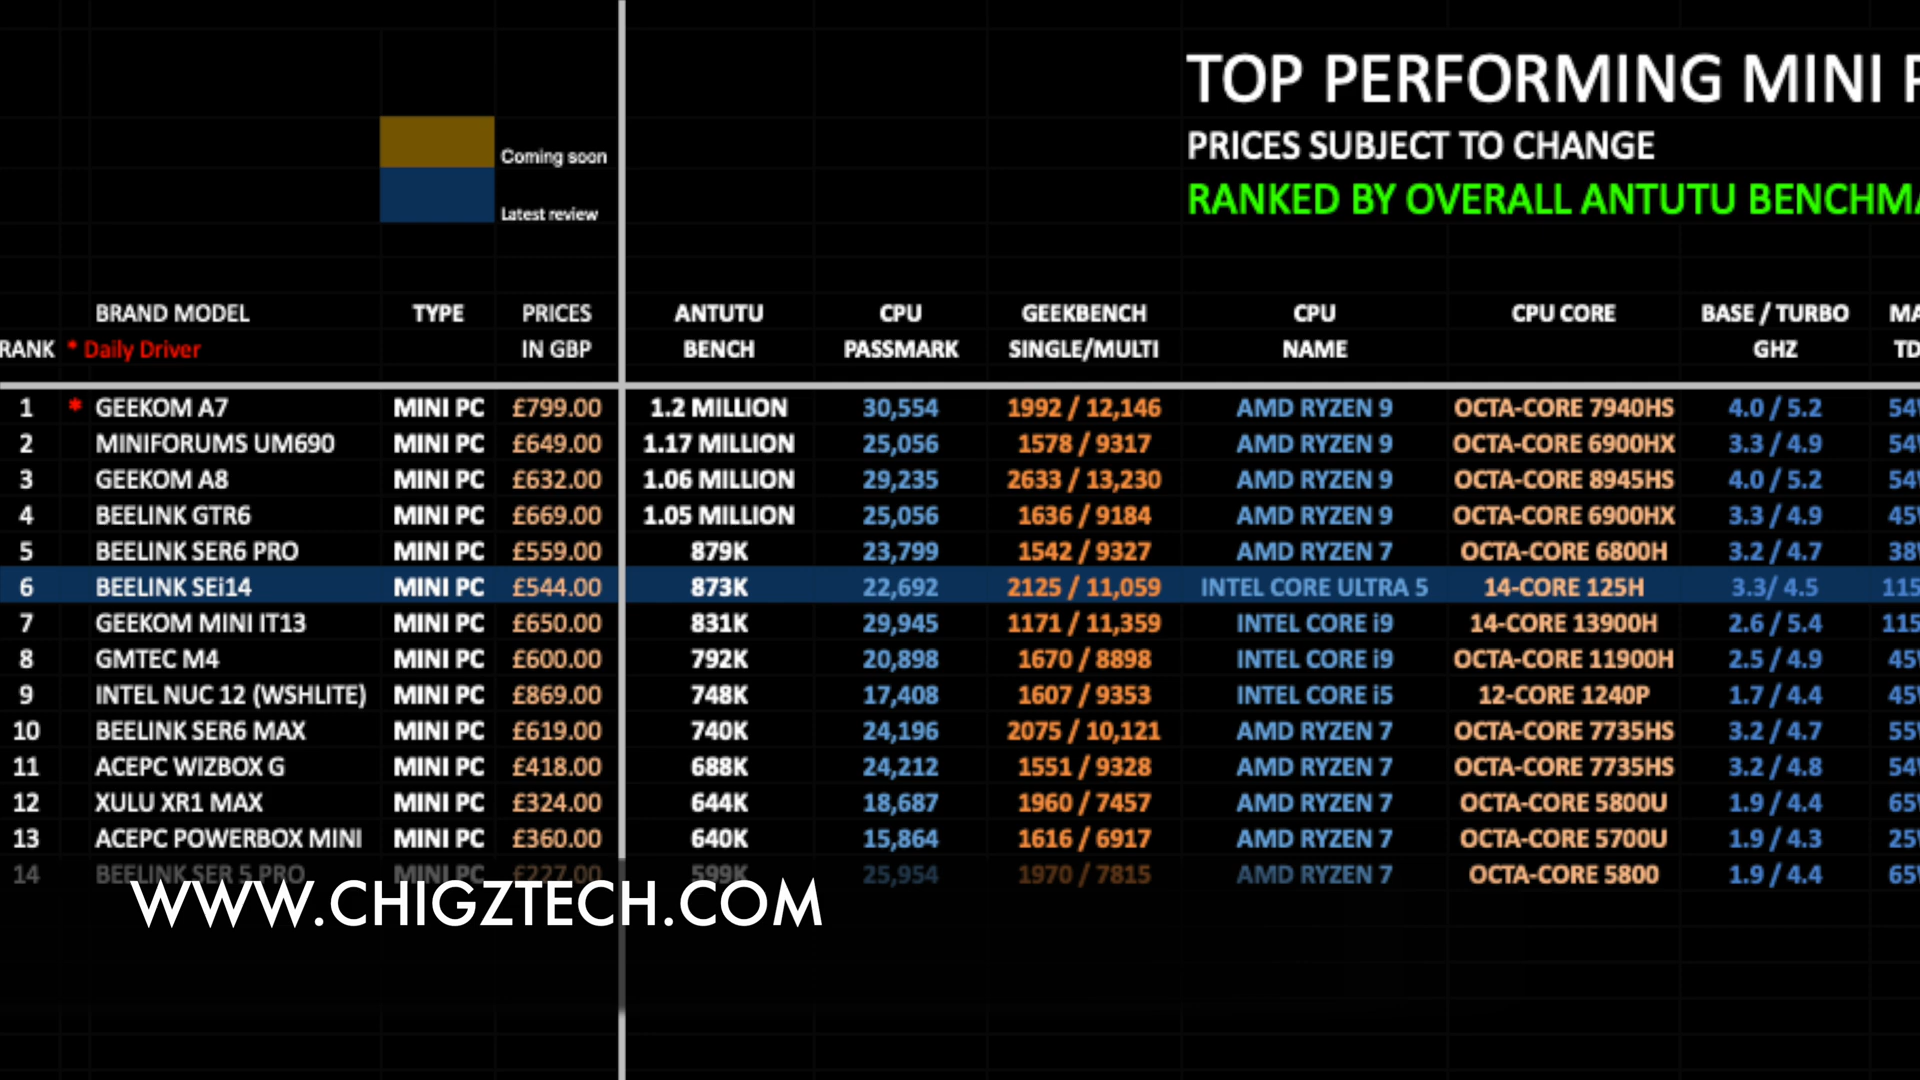 TOP PERFORMING MINI
PRICES SUBJECT TO CHANGE
RANKED BY OVERALL ANTUTU
Coming soon
Latest review
BRAND MODEL TYPE PRICES ANTUTU CPU GEEKBENCH CPU CPU CORE BASE / TURBO
RANK * Daily Driver IN GBP BENCH PASSMARK SINGLE/MULTI NAME GHZ
1 * GEEKOM A7 MINI PC £799.00 1.2 MILLION 30,554 1992 / 12,146 AMD RYZEN 9 OCTA-CORE 7940HS 4.0 / 5.2
2 MINIFORUMS UM690 MINI PC £649.00 1.17 MILLION 25,056 1578 / 9317 AMD RYZEN 9 OCTA-CORE 6900HX 3.3 / 4.9
3 GEEKOM A8 MINI PC £632.00 1.06 MILLION 29,235 2633 / 13,230 AMD RYZEN 9 OCTA-CORE 8945HS 4.0 / 5.2
4 BEELINK GTR6 MINI PC £669.00 1.05 MILLION 25,056 1636 / 9184 AMD RYZEN 9 OCTA-CORE 6900HX 3.3 / 4.9
5 BEELINK SER6 PRO MINI PC £559.00 879K 23,799 1542 / 9327 AMD RYZEN 7 OCTA-CORE 6800H 3.2 / 4.7
6 BEELINK SEi14 MINI PC £544.00 873K 22,692 2125 / 11,059 INTEL CORE ULTRA 5 14-CORE 125H 3.3/ 4.5
7 GEEKOM MINI IT13 MINI PC £650.00 831K 29,945 1171 / 11,359 INTEL CORE i9 14-CORE 13900H 2.6 / 5.4
8 GMTEC M4 MINI PC £600.00 792K 20,898 1670 / 8898 INTEL CORE i9 OCTA-CORE 11900H 2.5 / 4.9
9 INTEL NUC 12 (WSHLITE) MINI PC £869.00 748K 17,408 1607 / 9353 INTEL CORE i5 12-CORE 1240P 1.7 / 4.4
10 BEELINK SER6 MAX MINI PC £619.00 740K 24,196 2075 / 10,121 AMD RYZEN 7 OCTA-CORE 7735HS 3.2 / 4.7
11 ACEPC WIZBOX G MINI PC £418.00 688K 24,212 1551 / 9328 AMD RYZEN 7 OCTA-CORE 7735HS 3.2 / 4.8
12 XULU XR1 MAX MINI PC £324.00 644K 18,687 1960 / 7457 AMD RYZEN 7 OCTA-CORE 5800U 1.9 / 4.4
13 ACEPC POWERBOX MINI MINI PC £360.00 640K 15,864 1616 / 6917 AMD RYZEN 7 OCTA-CORE 5700U 1.9 / 4.3
14 BEELINK SER 5 PRO MINI PC £227.00 599K 25,954 1970 / 7815 AMD RYZEN 7 OCTA-CORE 5800 1.9 / 4.4
WWW.CHIGZTECH.COM